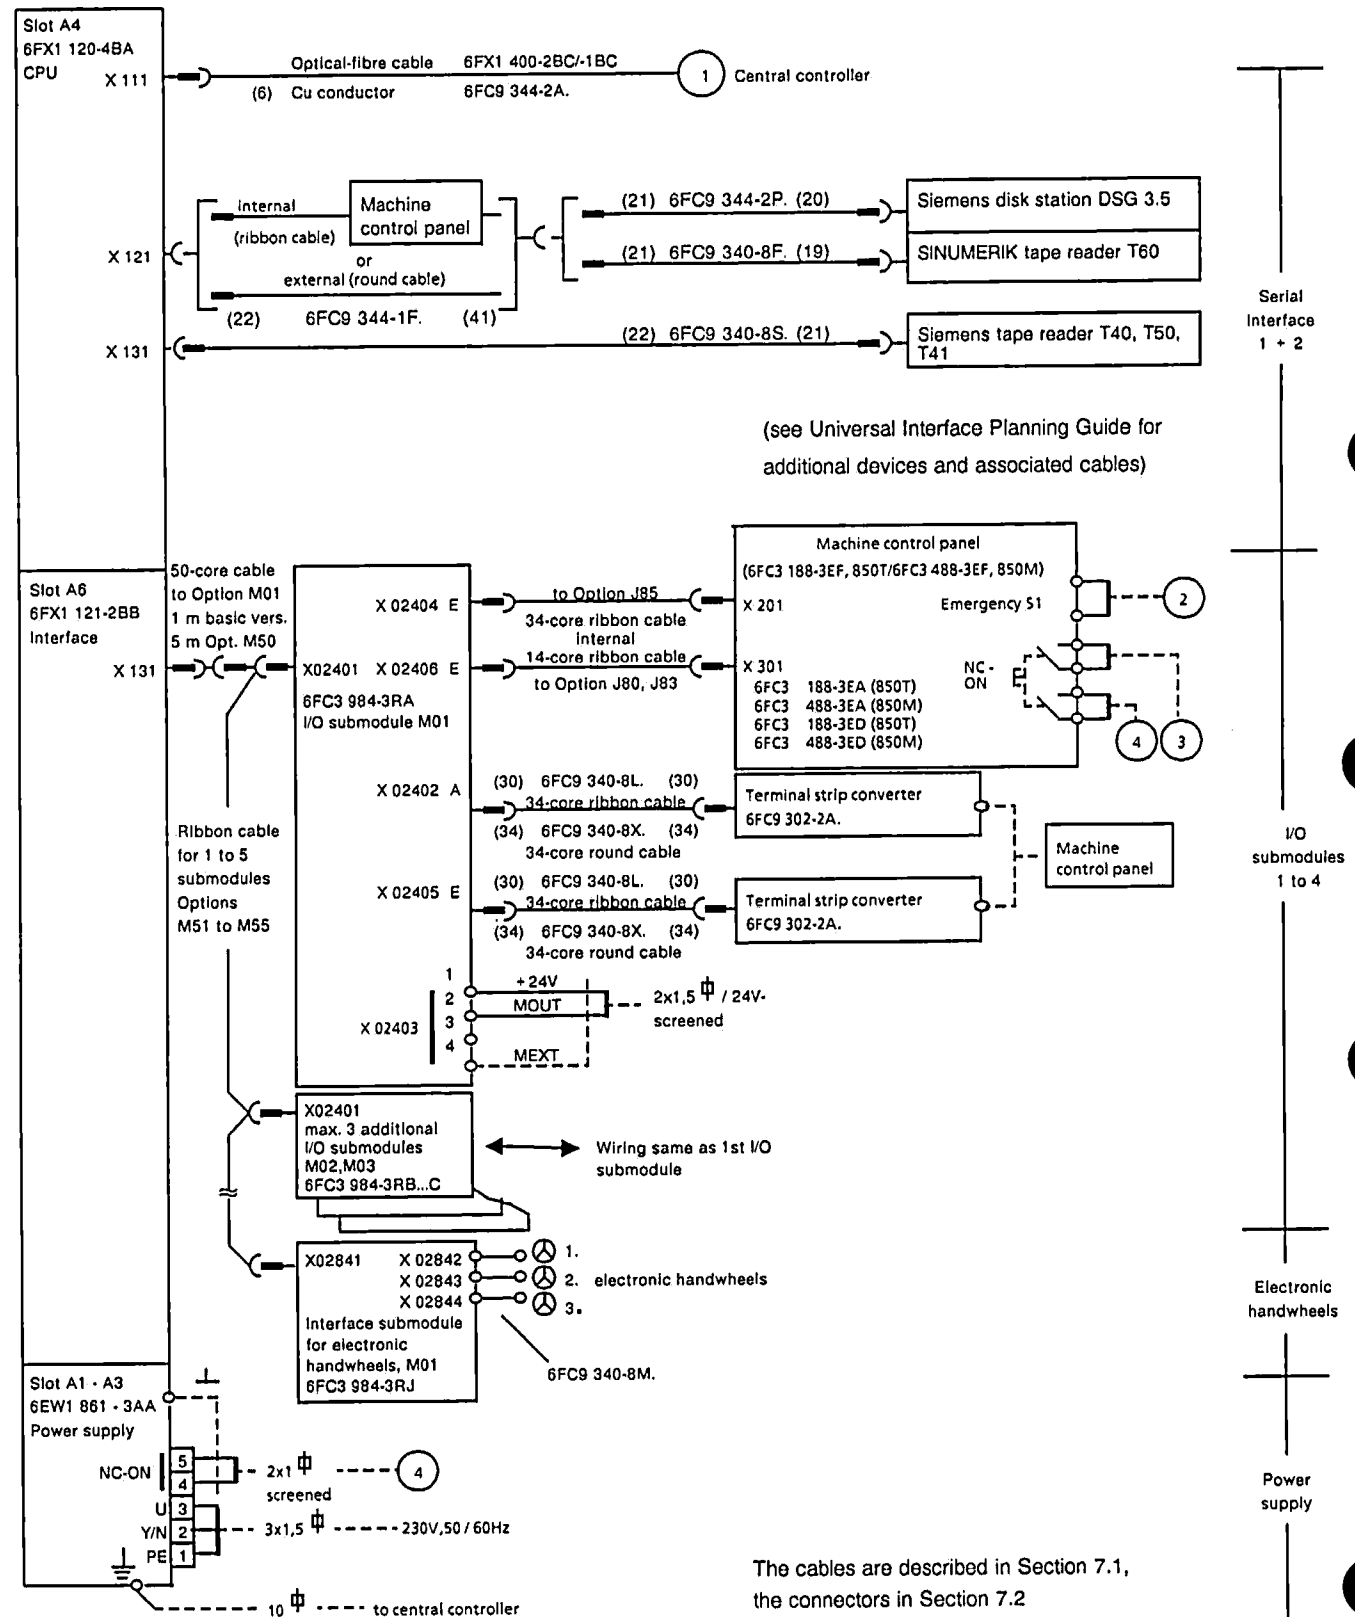 Slot A4
6FX1 120-4BA
CPU
X 111
Optical-fibre cable 6FX1 400-2BC/-1BC
(6) Cu conductor 6FC9 344-2A.
1 Central controller
X 121
internal
(ribbon cable)
Machine
control panel
or
external (round cable)
(22) 6FC9 344-1F. (41)
(21) 6FC9 344-2P. (20)
Siemens disk station DSG 3.5
(21) 6FC9 340-8F. (19)
SINUMERIK tape reader T60
X 131
(22) 6FC9 340-8S. (21)
Siemens tape reader T40, T50,
T41
Serial
Interface
1 + 2
(see Universal Interface Planning Guide for
additional devices and associated cables)
Slot A6
6FX1 121-2BB
Interface
X 131
50-core cable
to Option M01
1 m basic vers.
5 m Opt. M50
X02401
6FC3 984-3RA
I/O submodule M01
X 02404 E
to Option J85
34-core ribbon cable
internal
X 02406 E
14-core ribbon cable
to Option J80, J83
Machine control panel
(6FC3 188-3EF, 850T/6FC3 488-3EF, 850M)
X 201
Emergency S1
2
X 301
6FC3 188-3EA (850T)
6FC3 488-3EA (850M)
6FC3 188-3ED (850T)
6FC3 488-3ED (850M)
NC -
ON
4
3
X 02402 A
(30) 6FC9 340-8L. (30)
34-core ribbon cable
(34) 6FC9 340-8X. (34)
34-core round cable
Terminal strip converter
6FC9 302-2A.
X 02405 E
(30) 6FC9 340-8L. (30)
34-core ribbon cable
(34) 6FC9 340-8X. (34)
34-core round cable
Terminal strip converter
6FC9 302-2A.
Machine
control panel
I/O
submodules
1 to 4
Ribbon cable
for 1 to 5
submodules
Options
M51 to M55
X 02403
1
2
3
4
+24V
MOUT
MEXT
2x1,5 / 24V-
screened
X02401
max. 3 additional
I/O submodules
M02,M03
6FC3 984-3RB...C
Wiring same as 1st I/O
submodule
X02841
X 02842
X 02843
X 02844
1.
2. electronic handwheels
3.
Interface submodule
for electronic
handwheels, M01
6FC3 984-3RJ
6FC9 340-8M.
Electronic
handwheels
Slot A1 - A3
6EW1 861 - 3AA
Power supply
NC-ON
5
4
2x1
screened
4
U 3
Y/N 2
PE 1
3x1,5
230V,50 / 60Hz
10
to central controller
Power
supply
The cables are described in Section 7.1,
the connectors in Section 7.2